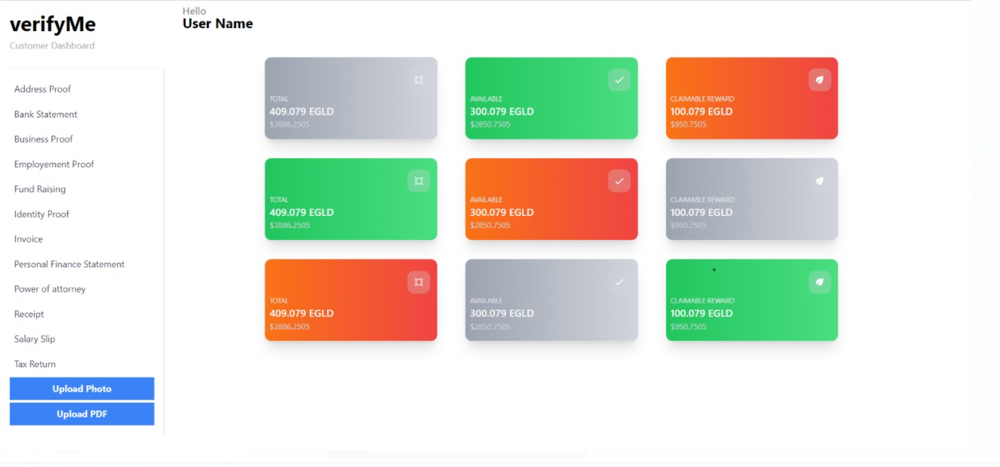 verifyMe
Customer Dashboard
Address Proof
Bank Statement
Business Proof
Employement Proof
Fund Raising
Identity Proof
Invoice
Personal Finance Statement
Power of attorney
Receipt
Salary Slip
Tax Return
Upload Photo
Upload PDF
Hello
User Name
TOTAL
409.079 EGLD
$3886.2505
AVAILABLE
300.079 EGLD
$2850.7505
CLAIMABLE REWARD
100.079 EGLD
$950.7505
TOTAL
409.079 EGLD
$3886.2505
AVAILABLE
300.079 EGLD
$2850.7505
CLAIMABLE REWARD
100.079 EGLD
$950.7505
TOTAL
409.079 EGLD
$3886.2505
AVAILABLE
300.079 EGLD
$2850.7505
CLAIMABLE REWARD
100.079 EGLD
$950.7505